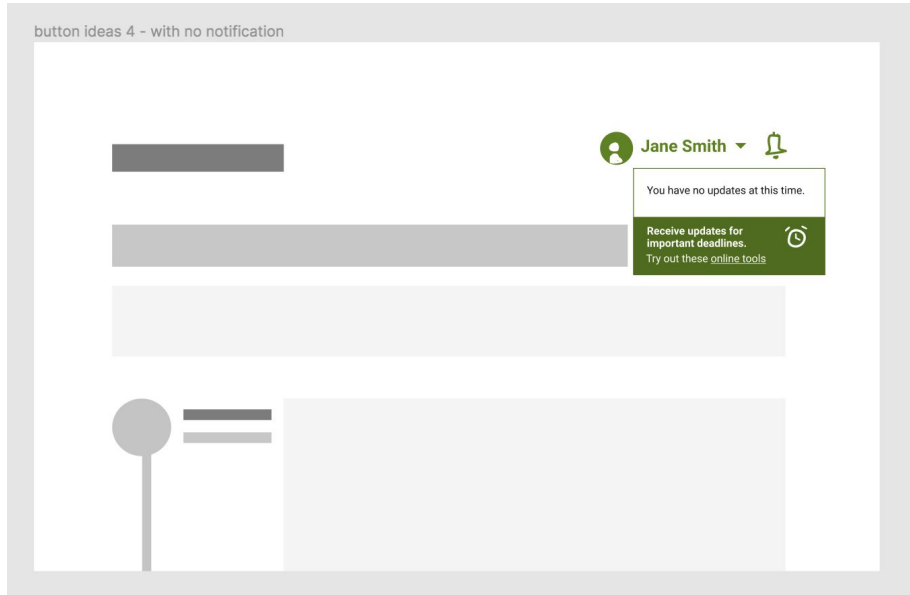 button ideas 4 - with no notification
Jane Smith
You have no updates at this time.
Receive updates for
important deadlines.
Try out these online tools